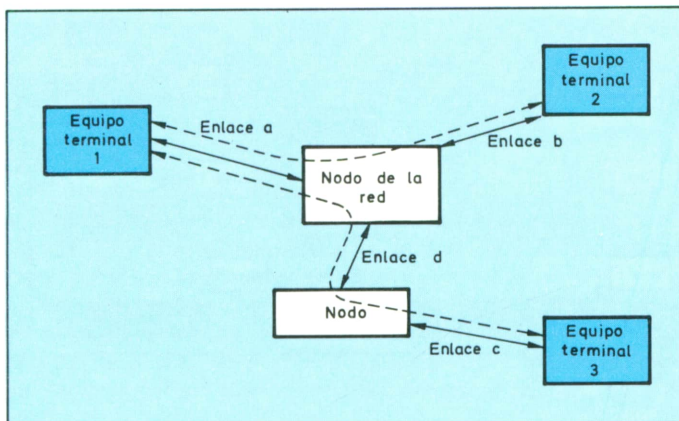 Equipo
terminal
2
Equipo
terminal
1
Enlace a
Enlace b
Nodo de la
red
Enlace d
Nodo
Equipo
terminal
3
Enlace c